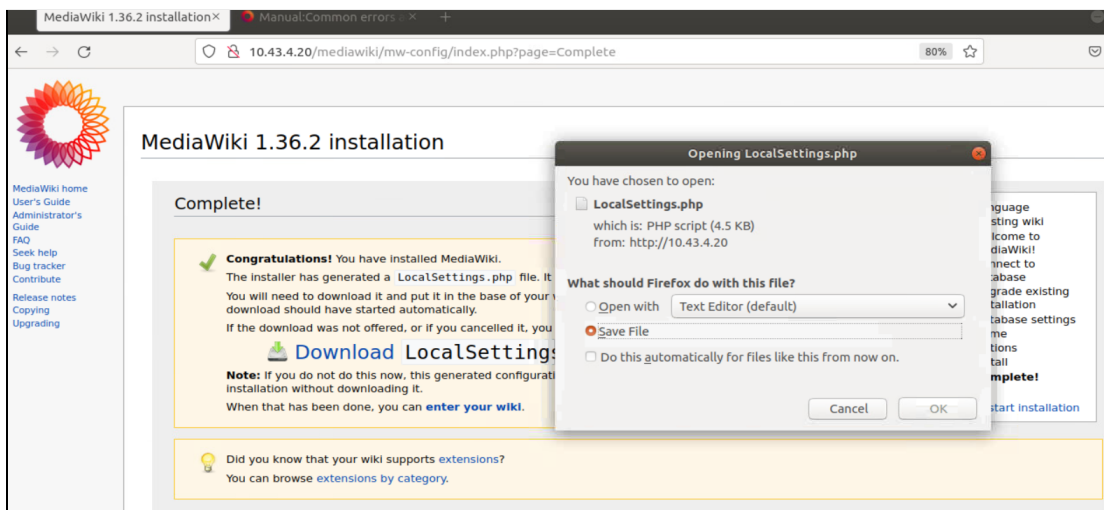 MediaWiki 1.36.2 installation×
Manual:Common errors a ×
+
10.43.4.20/mediawiki/mw-config/index.php?page=Complete
80%
MediaWiki home
User's Guide
Administrator's
Guide
FAQ
Seek help
Bug tracker
Contribute
Release notes
Copying
Upgrading
MediaWiki 1.36.2 installation
Complete!
Congratulations! You have installed MediaWiki.
The installer has generated a LocalSettings.php file. It
You will need to download it and put it in the base of your
download should have started automatically.
If the download was not offered, or if you cancelled it, you
Download LocalSettings
Note: If you do not do this now, this generated configurati
installation without downloading it.
When that has been done, you can enter your wiki.
Did you know that your wiki supports extensions?
You can browse extensions by category.
Opening LocalSettings.php
You have chosen to open:
LocalSettings.php
which is: PHP script (4.5 KB)
from: http://10.43.4.20
What should Firefox do with this file?
Open with Text Editor (default)
Save File
Do this automatically for files like this from now on.
Cancel OK
nguage
sting wiki
lcome to
diaWiki!
nnect to
tabase
grade existing
tallation
tabase settings
me
tions
tall
mplete!
start installation